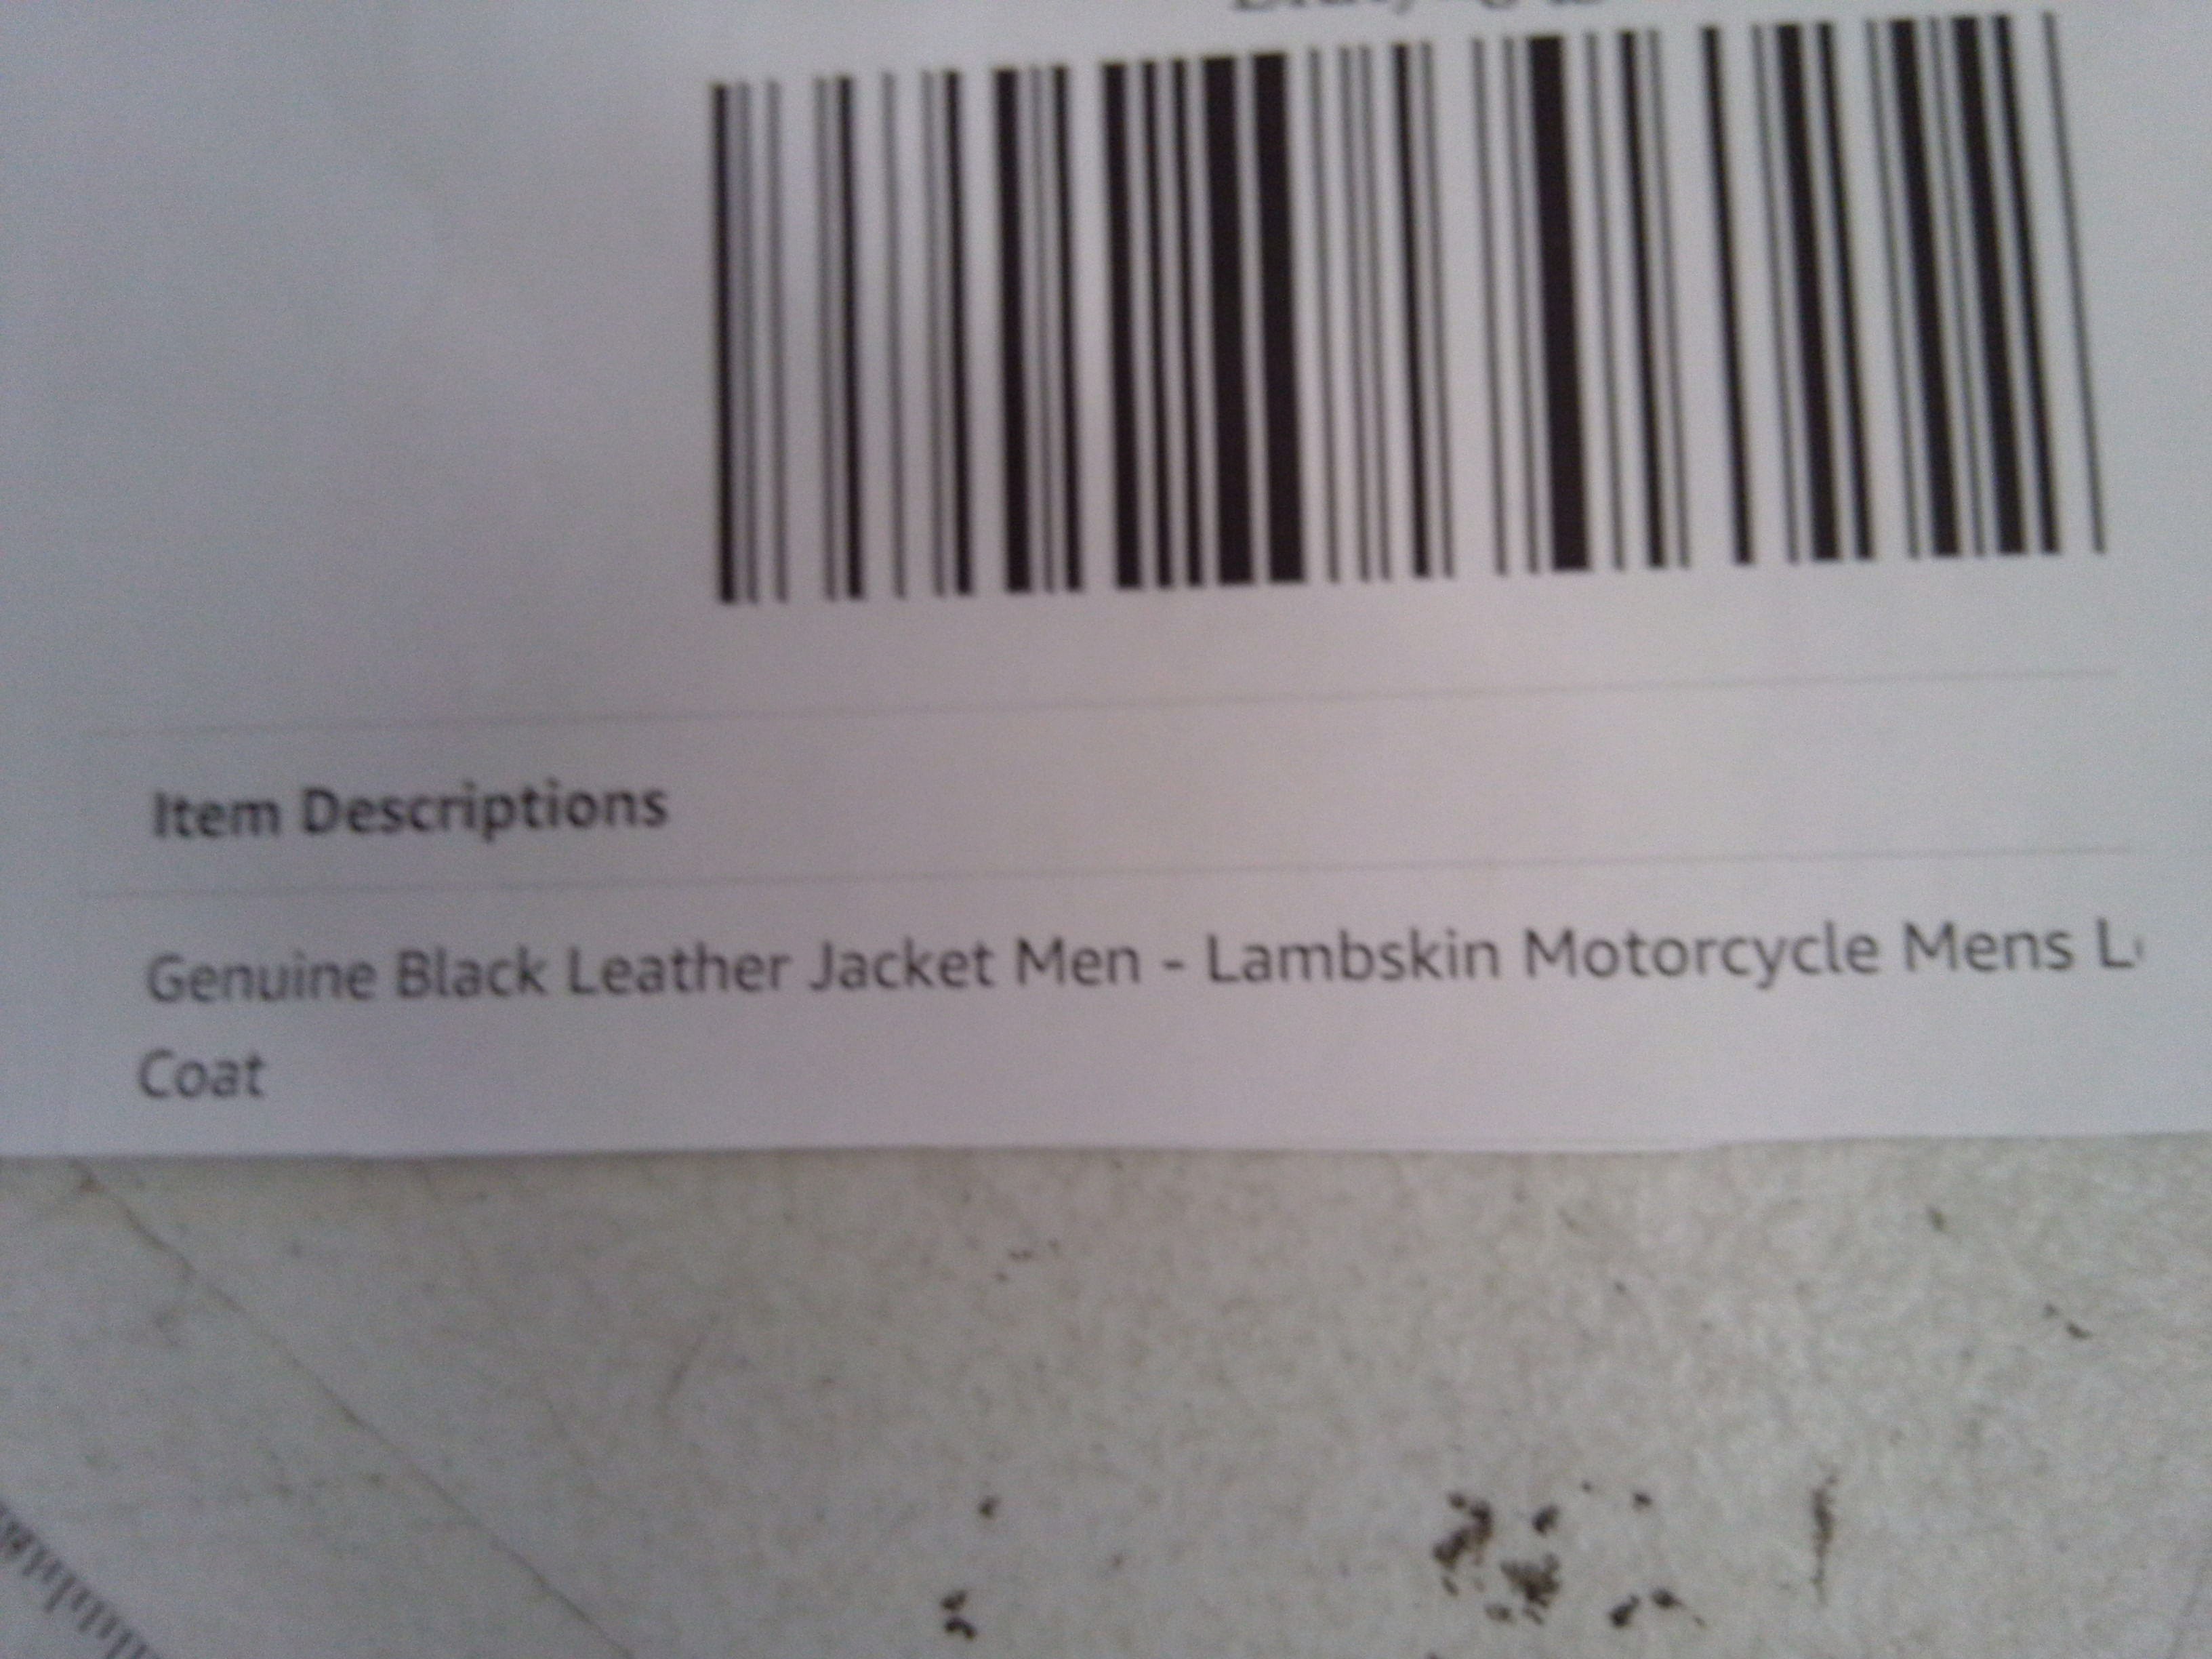 Item Descriptions
Genuine Black Leather Jacket Men - Lambskin Motorcycle Mens
Coat